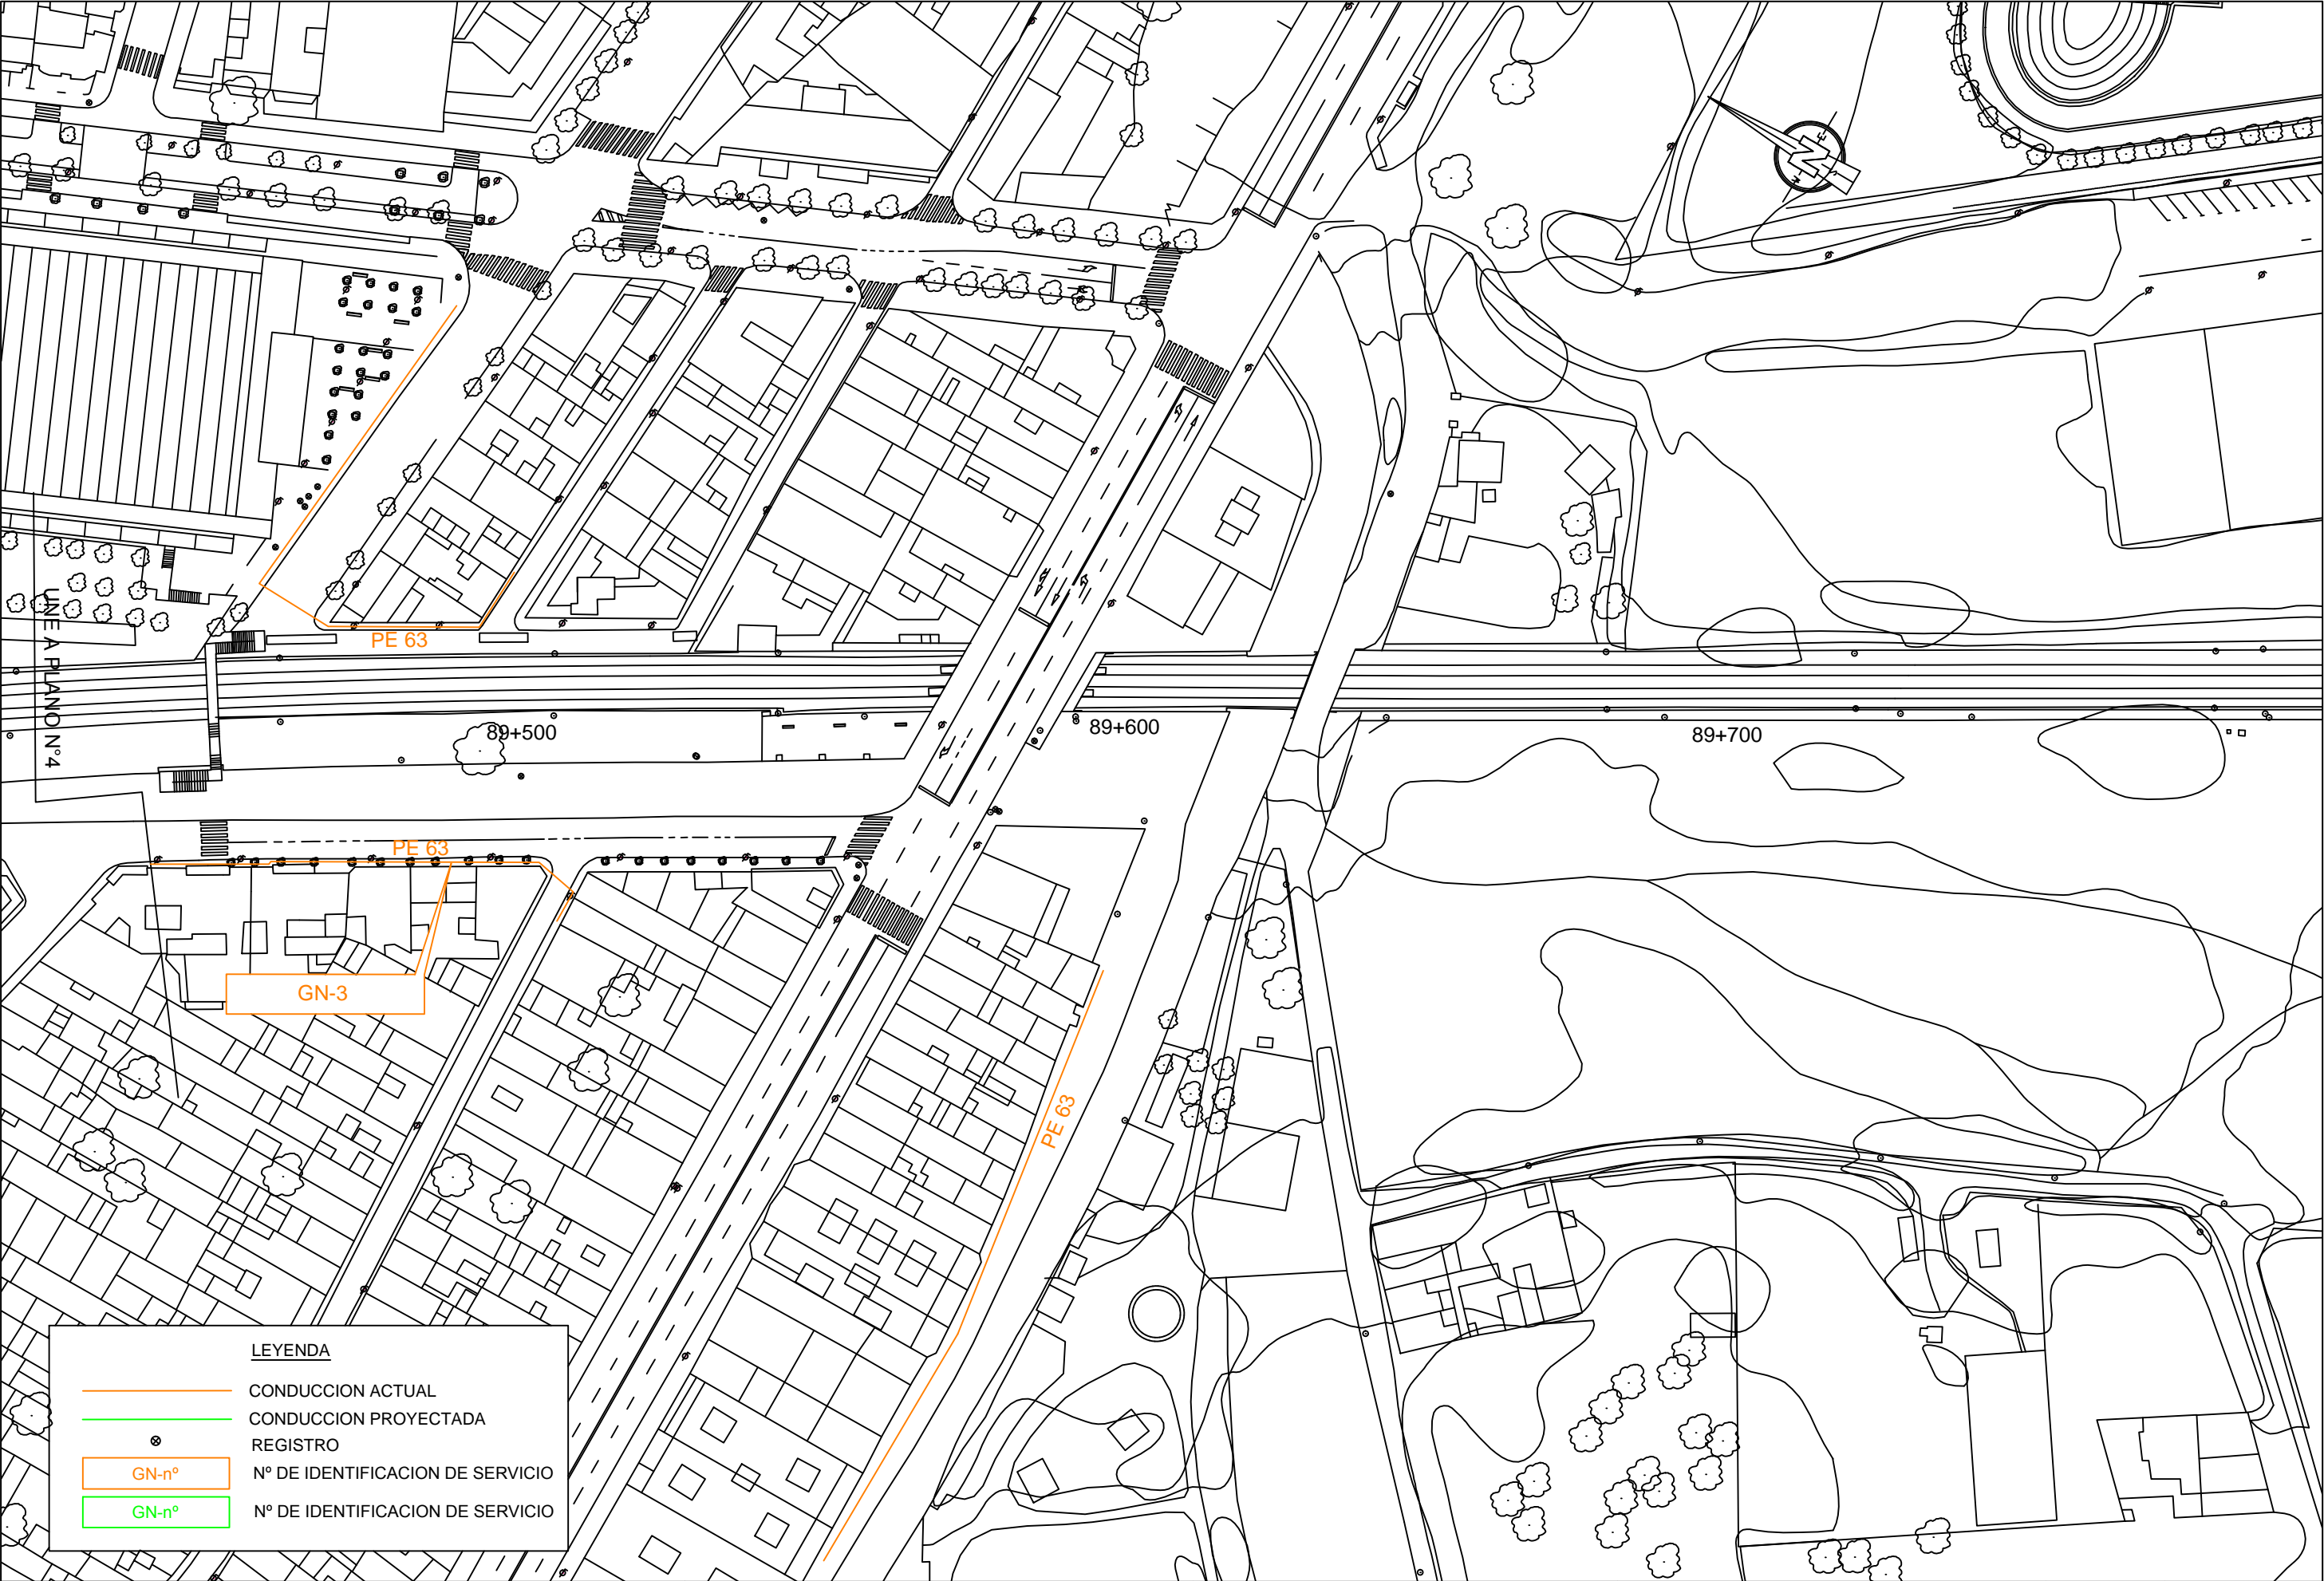 N
PE 63
UNE A PLANO Nº4
89+500
89+600
89+700
PE 63
GN-3
PE 63
LEYENDA
CONDUCCION ACTUAL
CONDUCCION PROYECTADA
REGISTRO
GN-nº Nº DE IDENTIFICACION DE SERVICIO
GN-nº Nº DE IDENTIFICACION DE SERVICIO